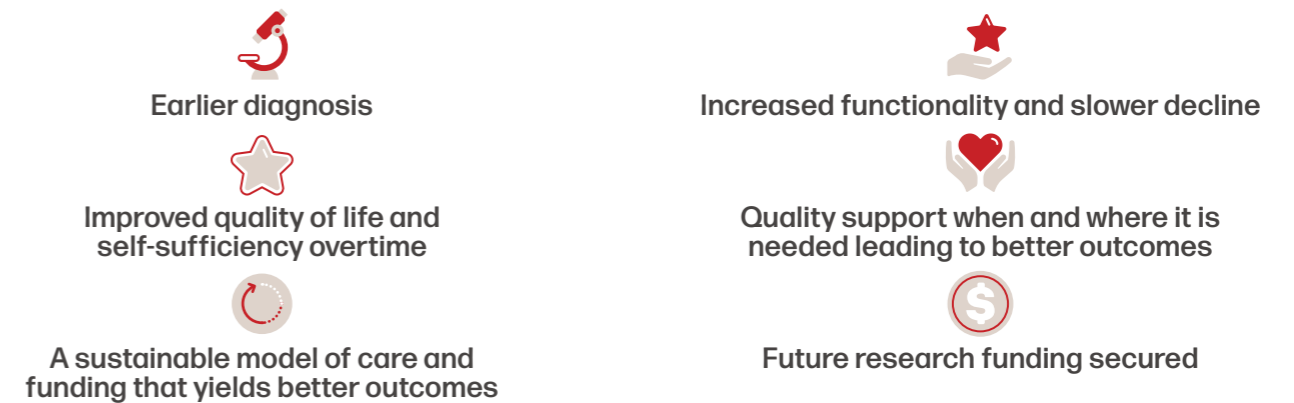 Earlier diagnosis
Increased functionality and slower decline
Improved quality of life and
self-sufficiency overtime
Quality support when and where it is
needed leading to better outcomes
A sustainable model of care and
funding that yields better outcomes
$
Future research funding secured